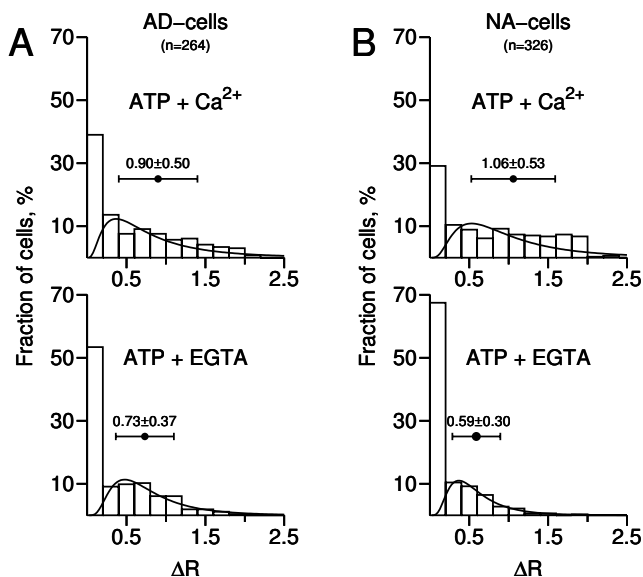 A
AD–cells
(n=264)
70
50
30
10
ATP + Ca2+
0.90±0.50
0.5
1.5
2.5
Fraction of cells, %
70
50
30
10
ATP + EGTA
0.73±0.37
0.5
1.5
2.5
ΔR
B
NA–cells
(n=326)
70
50
30
10
ATP + Ca2+
1.06±0.53
0.5
1.5
2.5
Fraction of cells, %
70
50
30
10
ATP + EGTA
0.59±0.30
0.5
1.5
2.5
ΔR